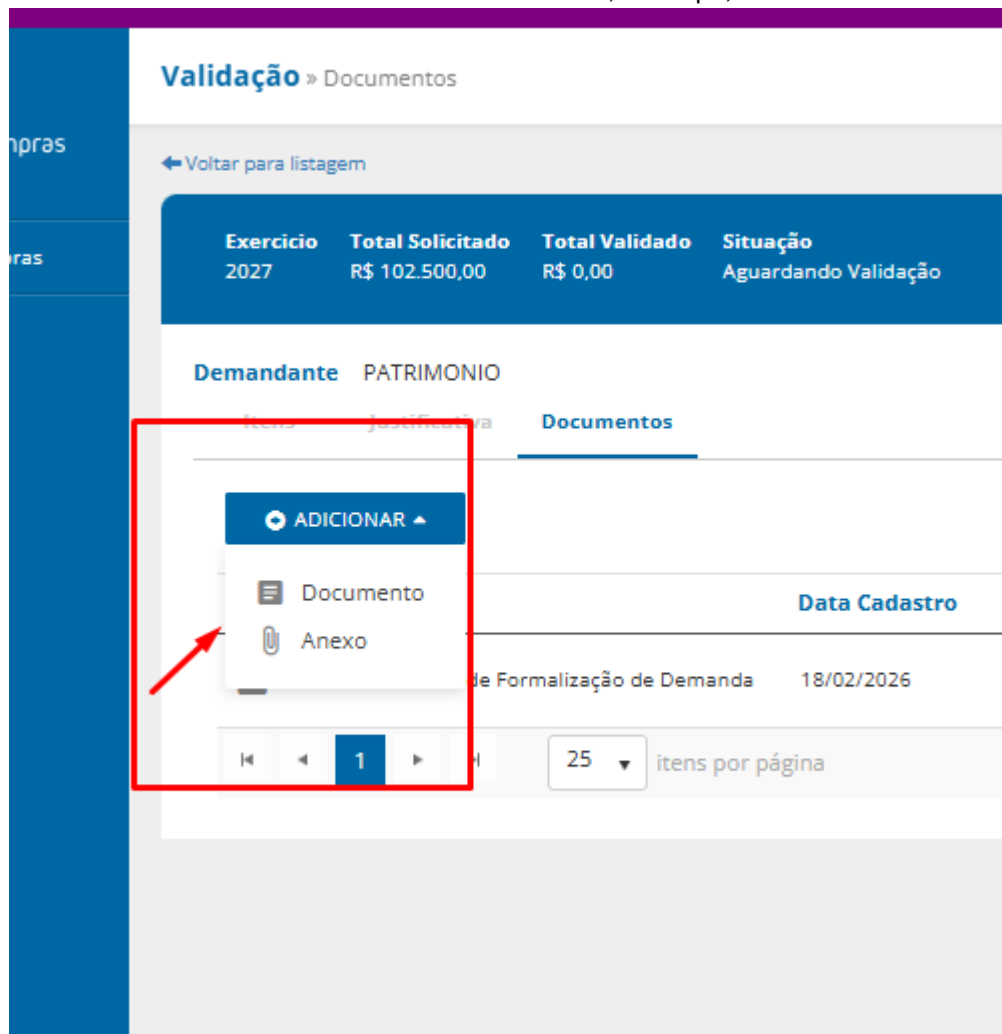 Validação » Documentos
Voltar para listagem
Exercicio Total Solicitado Total Validado Situação
2027 R$ 102.500,00 R$ 0,00 Aguardando Validação
Demandante PATRIMONIO
Itens Justificativa Documentos
ADICIONAR
Documento
Anexo
Data Cadastro
de Formalização de Demanda 18/02/2026
1 25 itens por página